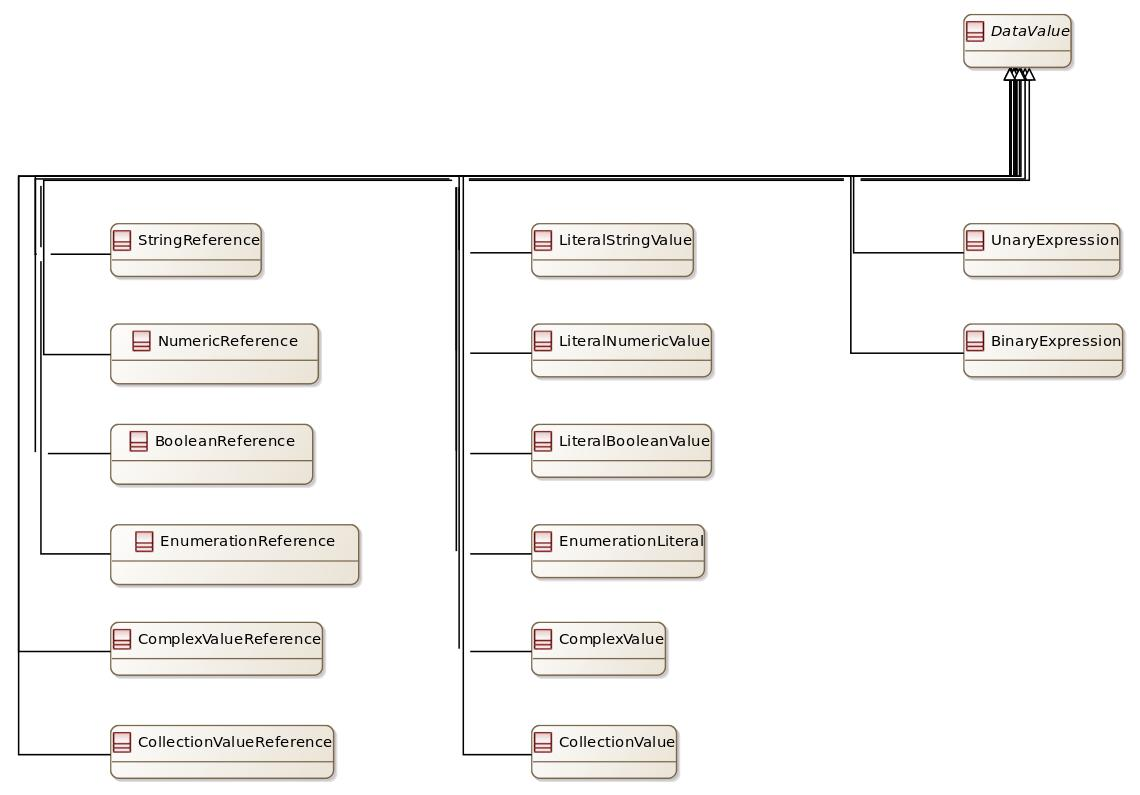 DataValue
StringReference
LiteralStringValue
UnaryExpression
NumericReference
LiteralNumericValue
BinaryExpression
BooleanReference
LiteralBooleanValue
EnumerationReference
EnumerationLiteral
ComplexValueReference
ComplexValue
CollectionValueReference
CollectionValue